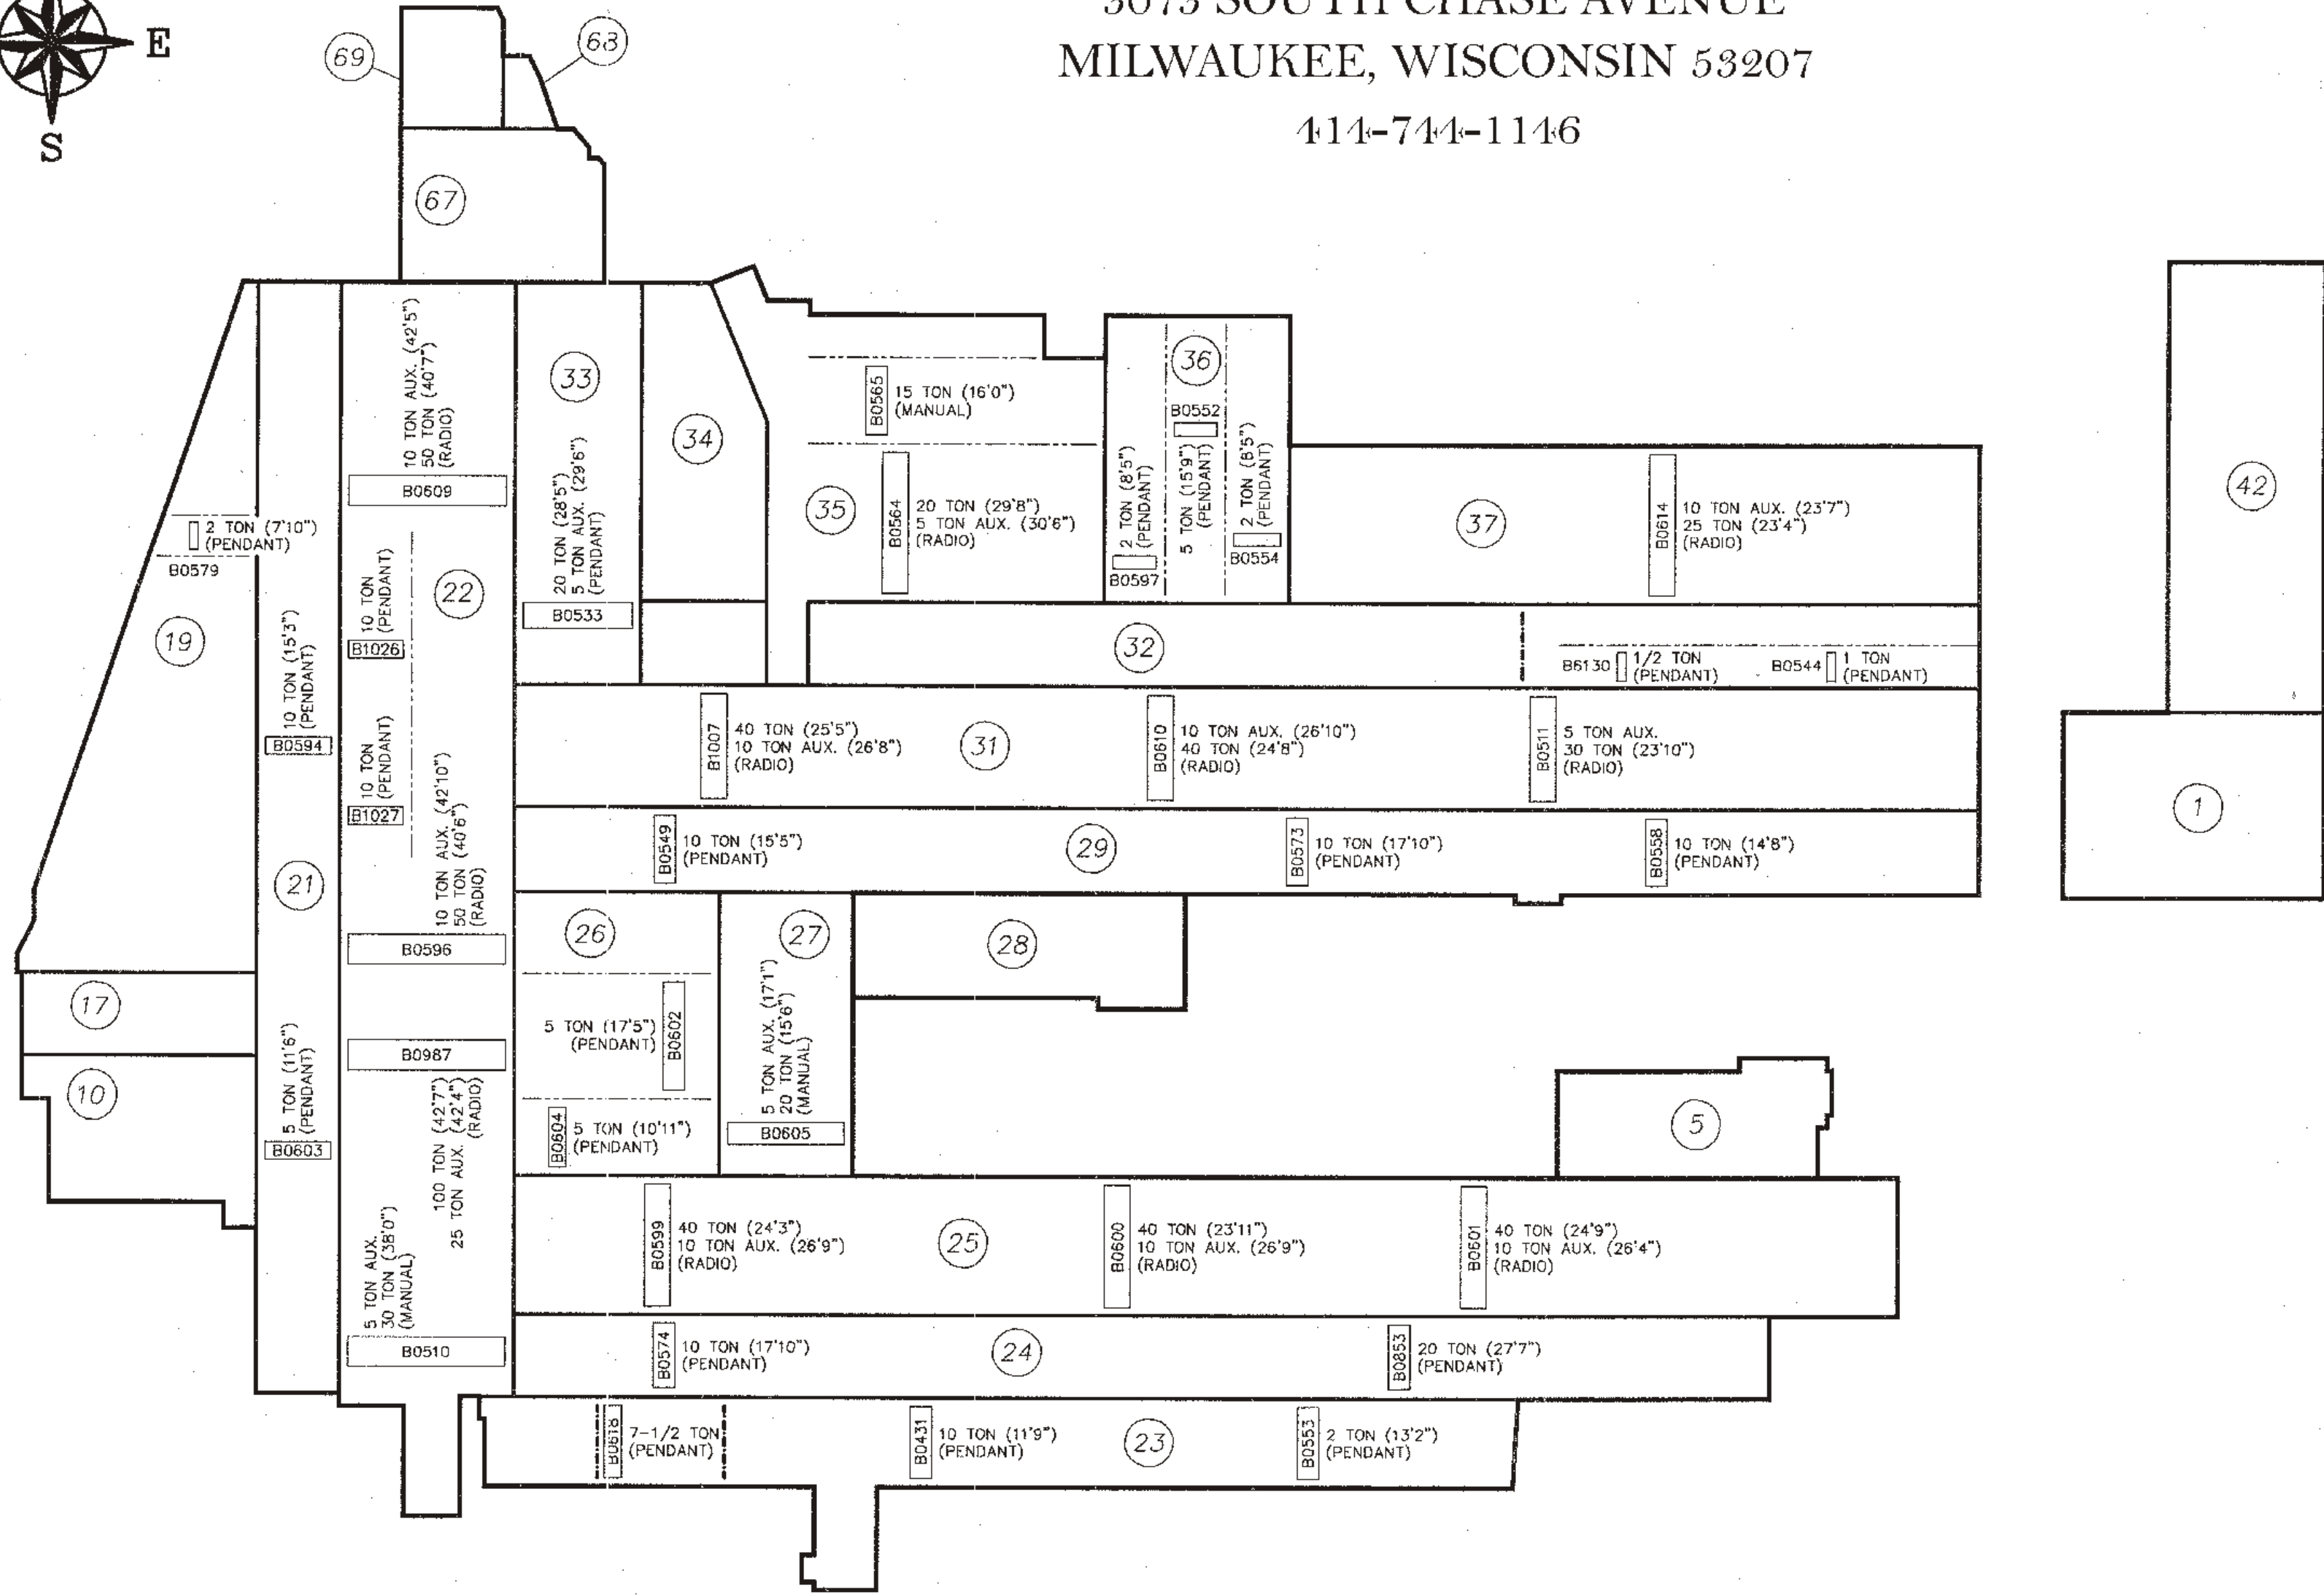 3073 SOUTH CHASE AVENUE
MILWAUKEE, WISCONSIN 53207
414-744-1146
E
S
69
68
67
10 TON AUX. (42'5")
50 TON (40'7")
(RADIO)
B0609
33
20 TON (28'5")
5 TON AUX. (29'6")
(PENDANT)
B0533
34
B0565
15 TON (16'0")
(MANUAL)
35
B0564
20 TON (29'8")
5 TON AUX. (30'6")
(RADIO)
36
B0552
5 TON (15'9")
(PENDANT)
2 TON (8'5")
(PENDANT)
B0597
2 TON (8'5")
(PENDANT)
B0554
37
B0614
10 TON AUX. (23'7")
25 TON (23'4")
(RADIO)
42
2 TON (7'10")
(PENDANT)
B0579
19
10 TON (15'3")
(PENDANT)
B0594
10 TON
(PENDANT)
B1026
22
10 TON
(PENDANT)
B1027
32
B6130
1/2 TON
(PENDANT)
B0544
1 TON
(PENDANT)
B1007
40 TON (25'5")
10 TON AUX. (26'8")
(RADIO)
31
B0610
10 TON AUX. (26'10")
40 TON (24'8")
(RADIO)
B0511
5 TON AUX.
30 TON (23'10")
(RADIO)
1
21
10 TON AUX. (42'10")
50 TON (40'6")
(RADIO)
B0596
B0549
10 TON (15'5")
(PENDANT)
29
B0573
10 TON (17'10")
(PENDANT)
B0558
10 TON (14'8")
(PENDANT)
26
27
28
17
5 TON (17'5")
(PENDANT)
B0602
5 TON AUX. (17'1")
20 TON (15'6")
(MANUAL)
B0605
10
5 TON (11'6")
(PENDANT)
B0603
B0987
100 TON (42'7")
25 TON AUX. (42'4")
(RADIO)
B0604
5 TON (10'11")
(PENDANT)
5
5 TON AUX.
30 TON (38'0")
(MANUAL)
B0510
B0599
40 TON (24'3")
10 TON AUX. (26'9")
(RADIO)
25
B0600
40 TON (23'11")
10 TON AUX. (26'9")
(RADIO)
B0601
40 TON (24'9")
10 TON AUX. (26'4")
(RADIO)
B0574
10 TON (17'10")
(PENDANT)
24
B0853
20 TON (27'7")
(PENDANT)
B0618
7-1/2 TON
(PENDANT)
B0431
10 TON (11'9")
(PENDANT)
23
B0553
2 TON (13'2")
(PENDANT)